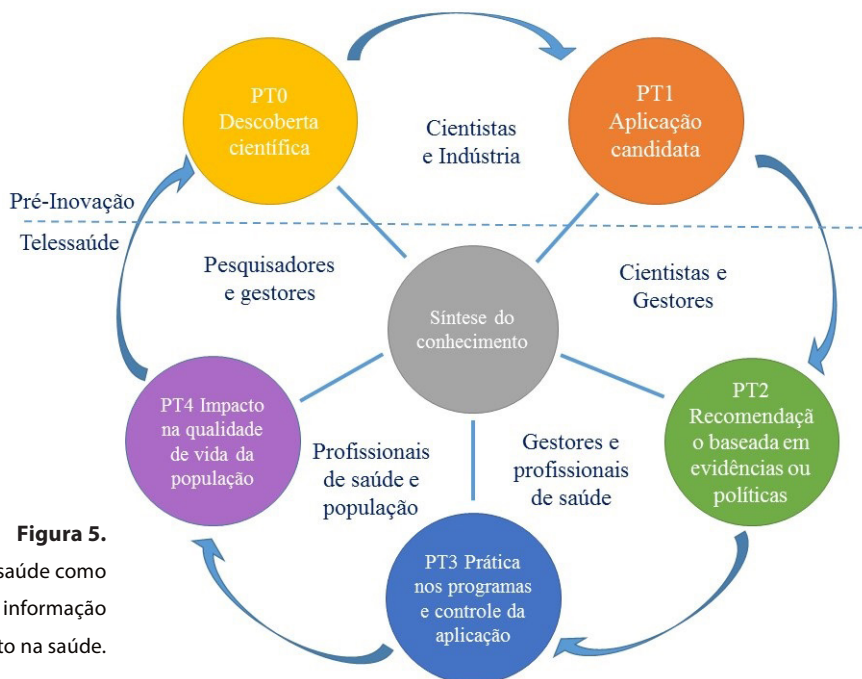 PT0
Descoberta
científica
Cientistas
e Indústria
PT1
Aplicação
candidata
Pré-Inovação
Telessaúde
Pesquisadores
e gestores
Síntese do
conhecimento
Cientistas e
Gestores
PT4 Impacto
na qualidade
de vida da
população
Profissionais
de saúde e
população
Gestores e
profissionais
de saúde
PT2
Recomendaçã
o baseada em
evidências ou
políticas
PT3 Prática
nos programas
e controle da
aplicação
Figura 5.
saúde como
informação
na saúde.